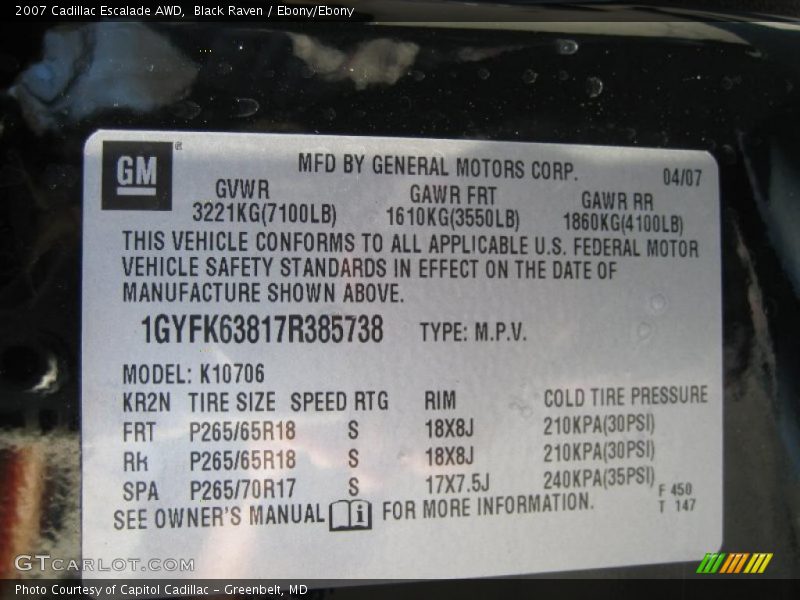 2007 Cadillac Escalade AWD, Black Raven / Ebony/Ebony
GM ®
MFD BY GENERAL MOTORS CORP. 04/07
GVWR GAWR FRT GAWR RR
3221KG(7100LB) 1610KG(3550LB) 1860KG(4100LB)
THIS VEHICLE CONFORMS TO ALL APPLICABLE U.S. FEDERAL MOTOR
VEHICLE SAFETY STANDARDS IN EFFECT ON THE DATE OF
MANUFACTURE SHOWN ABOVE.
1GYFK63817R385738 TYPE: M.P.V.
MODEL: K10706
KR2N TIRE SIZE SPEED RTG RIM COLD TIRE PRESSURE
FRT P265/65R18 S 18X8J 210KPA(30PSI)
RR P265/65R18 S 18X8J 210KPA(30PSI)
SPA P265/70R17 S 17X7.5J 240KPA(35PSI)
F 450
SEE OWNER'S MANUAL i FOR MORE INFORMATION. T 147
GTCARLOT.COM
Photo Courtesy of Capitol Cadillac - Greenbelt, MD